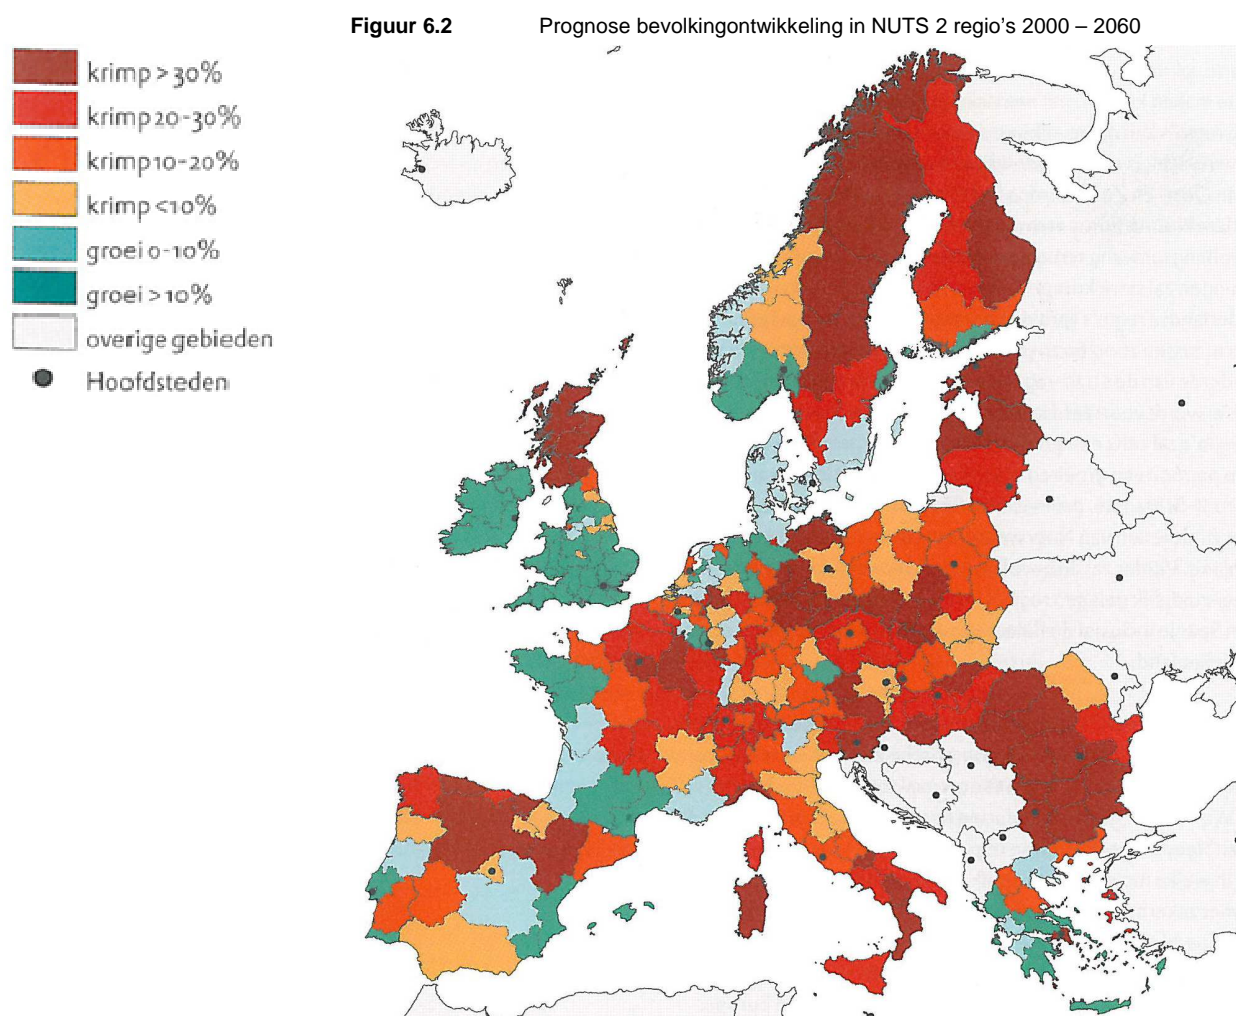 Figuur 6.2 Prognose bevolkingontwikkeling in NUTS 2 regio's 2000 – 2060
krimp > 30%
krimp 20-30%
krimp 10-20%
krimp <10%
groei 0-10%
groei >10%
overige gebieden
Hoofdsteden